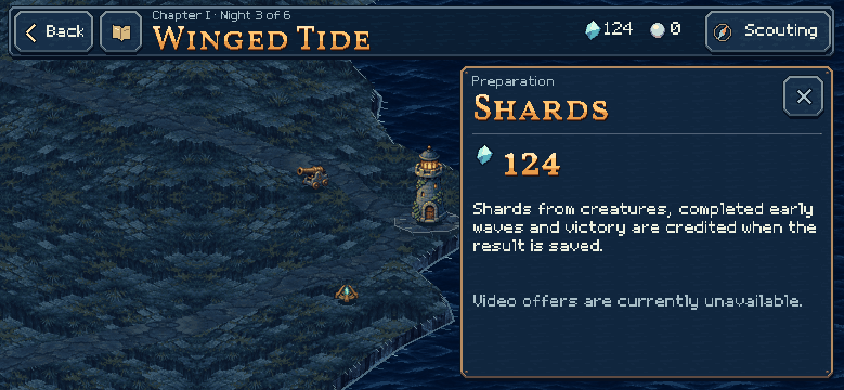 Back
Chapter I · Night 3 of 6
Winged Tide
124
0
Scouting
Preparation
Shards
124
Shards from creatures, completed early
waves and victory are credited when the
result is saved.
Video offers are currently unavailable.